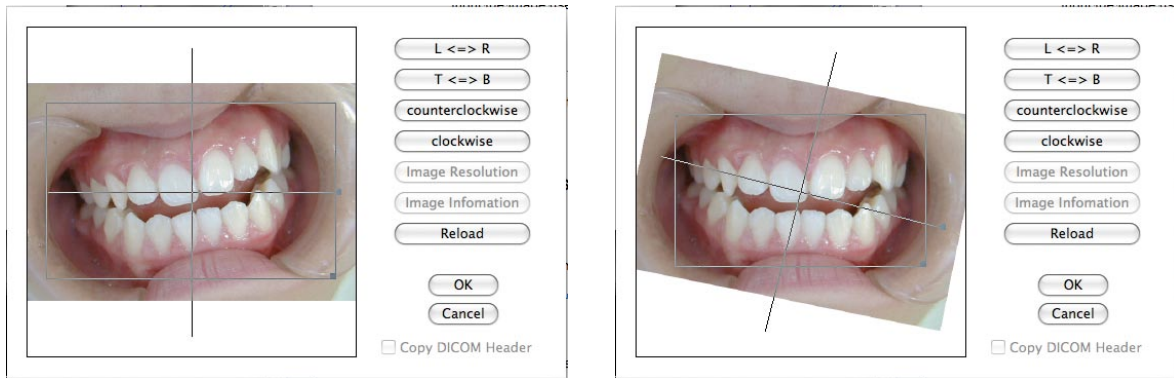 L <=> R
T <=> B
counterclockwise
clockwise
Image Resolution
Image Infomation
Reload
OK
Cancel
Copy DICOM Header
L <=> R
T <=> B
counterclockwise
clockwise
Image Resolution
Image Infomation
Reload
OK
Cancel
Copy DICOM Header